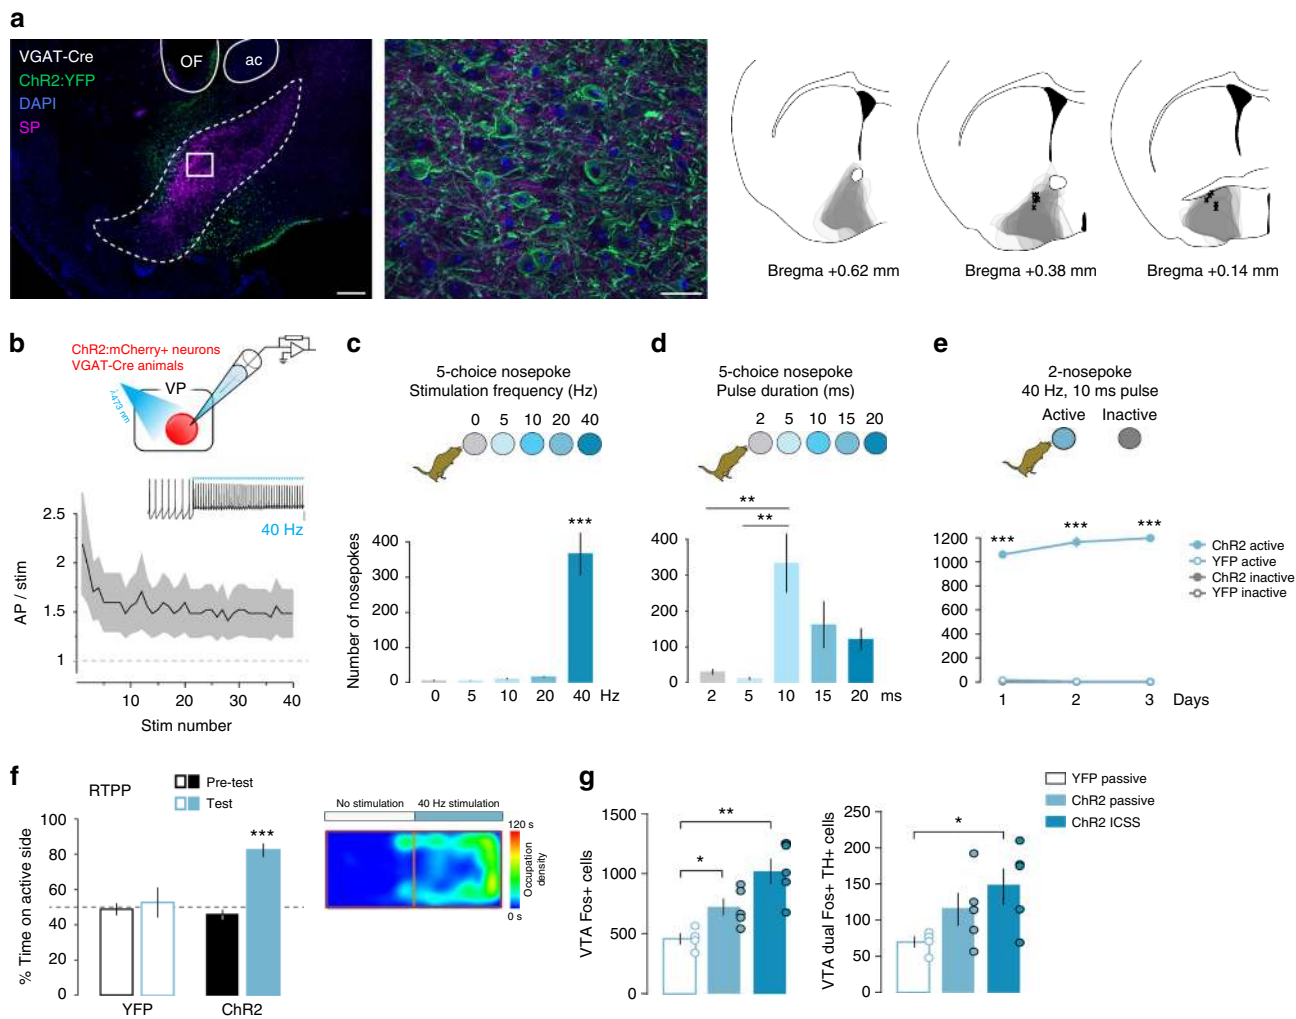 a
VGAT-Cre
ChR2:YFP
DAPI
SP
OF
ac
Bregma +0.62 mm
Bregma +0.38 mm
Bregma +0.14 mm
b
ChR2:mCherry+ neurons
VGAT-Cre animals
VP
λ473 nm
40 Hz
AP / stim
2.5
2
1.5
1
10 20 30 40
Stim number
c
5-choice nosepoke
Stimulation frequency (Hz)
0 5 10 20 40
***
Number of nosepokes
400
300
200
100
0
0 5 10 20 40 Hz
d
5-choice nosepoke
Pulse duration (ms)
2 5 10 15 20
**
**
400
300
200
100
0
2 5 10 15 20 ms
e
2-nosepoke
40 Hz, 10 ms pulse
Active Inactive
*** *** ***
1200
1000
800
600
400
200
0
1 2 3 Days
ChR2 active
YFP active
ChR2 inactive
YFP inactive
f
RTPP
Pre-test
Test
% Time on active side
100
80
60
40
20
0
***
YFP ChR2
No stimulation 40 Hz stimulation
120 s
Occupation
density
0 s
g
VTA Fos+ cells
1500
1000
500
0
**
*
VTA dual Fos+ TH+ cells
250
200
150
100
50
0
*
YFP passive
ChR2 passive
ChR2 ICSS